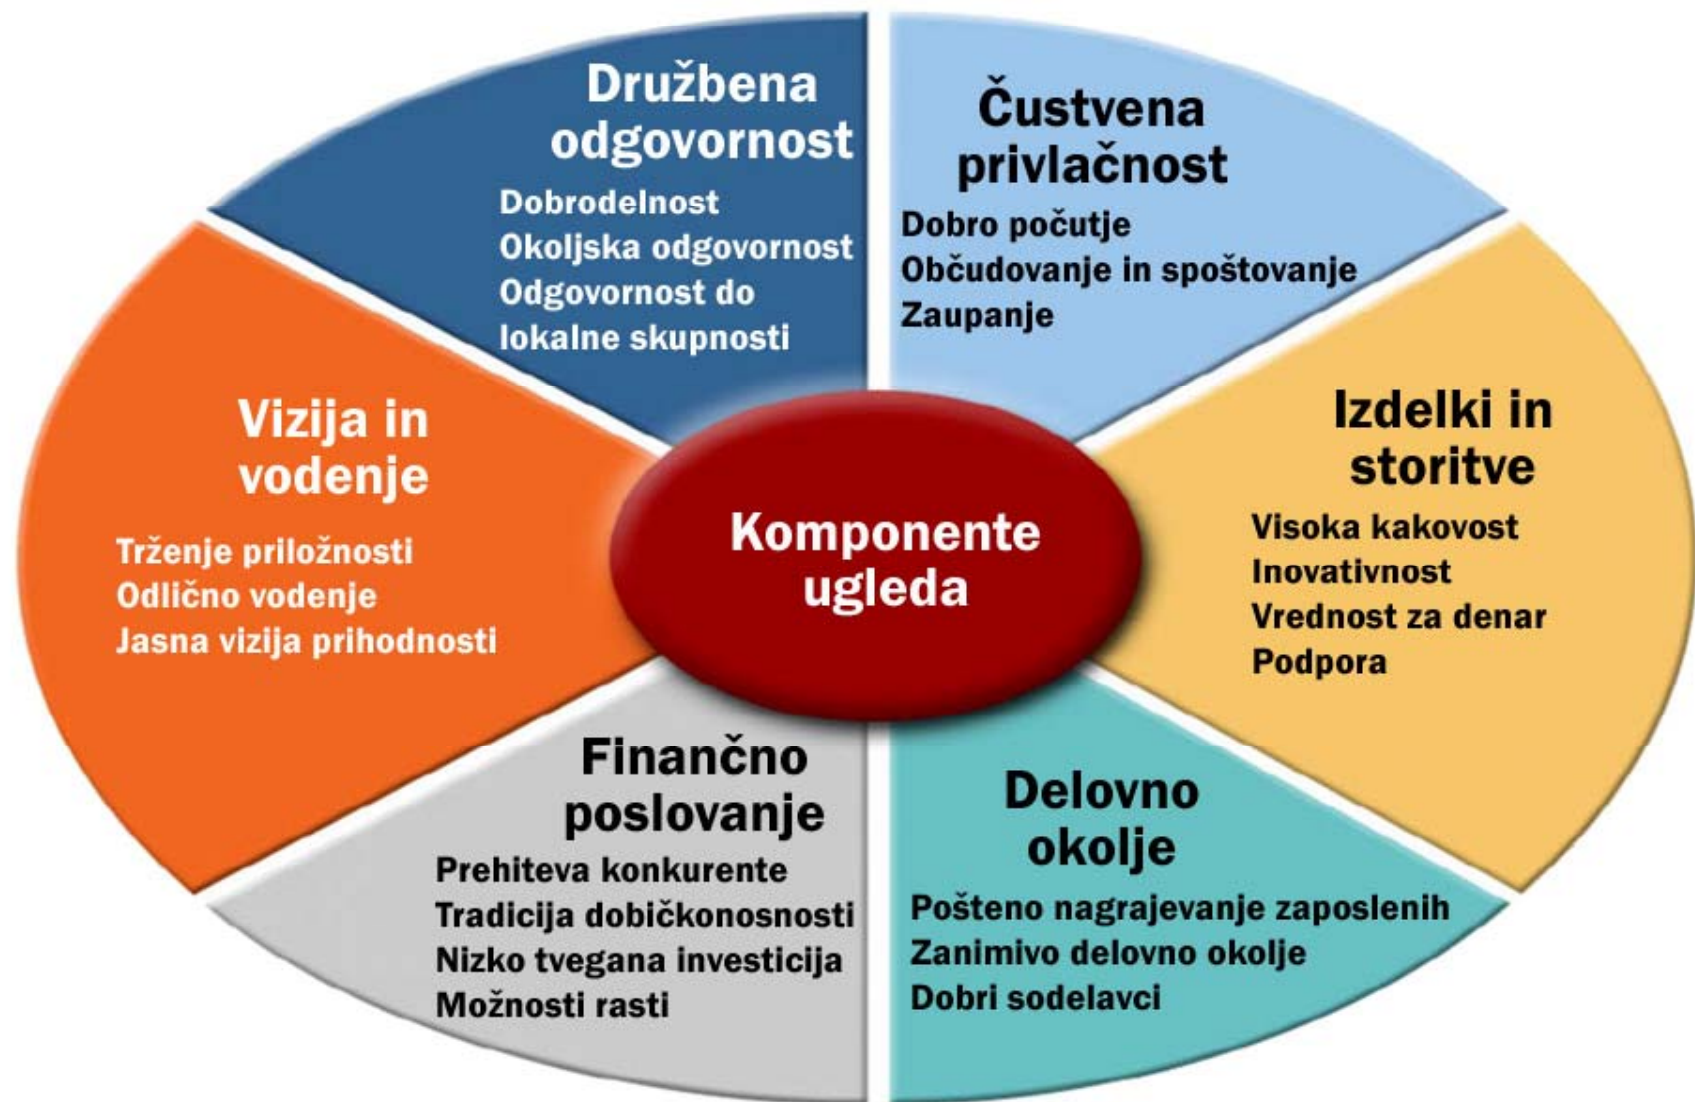 Družbena
odgovornost
Dobrodelnost
Okoljska odgovornost
Odgovornost do
lokalne skupnosti
Čustvena
privlačnost
Dobro počutje
Občudovanje in spoštovanje
Zaupanje
Vizija in
vodenje
Trženje priložnosti
Odlično vodenje
Jasna vizija prihodnosti
Komponente
ugleda
Izdelki in
storitve
Visoka kakovost
Inovativnost
Vrednost za denar
Podpora
Finančno
poslovanje
Prehiteva konkurente
Tradicija dobičkonosnosti
Nizko tvegana investicija
Možnosti rasti
Delovno
okolje
Pošteno nagrajevanje zaposlenih
Zanimivo delovno okolje
Dobri sodelavci